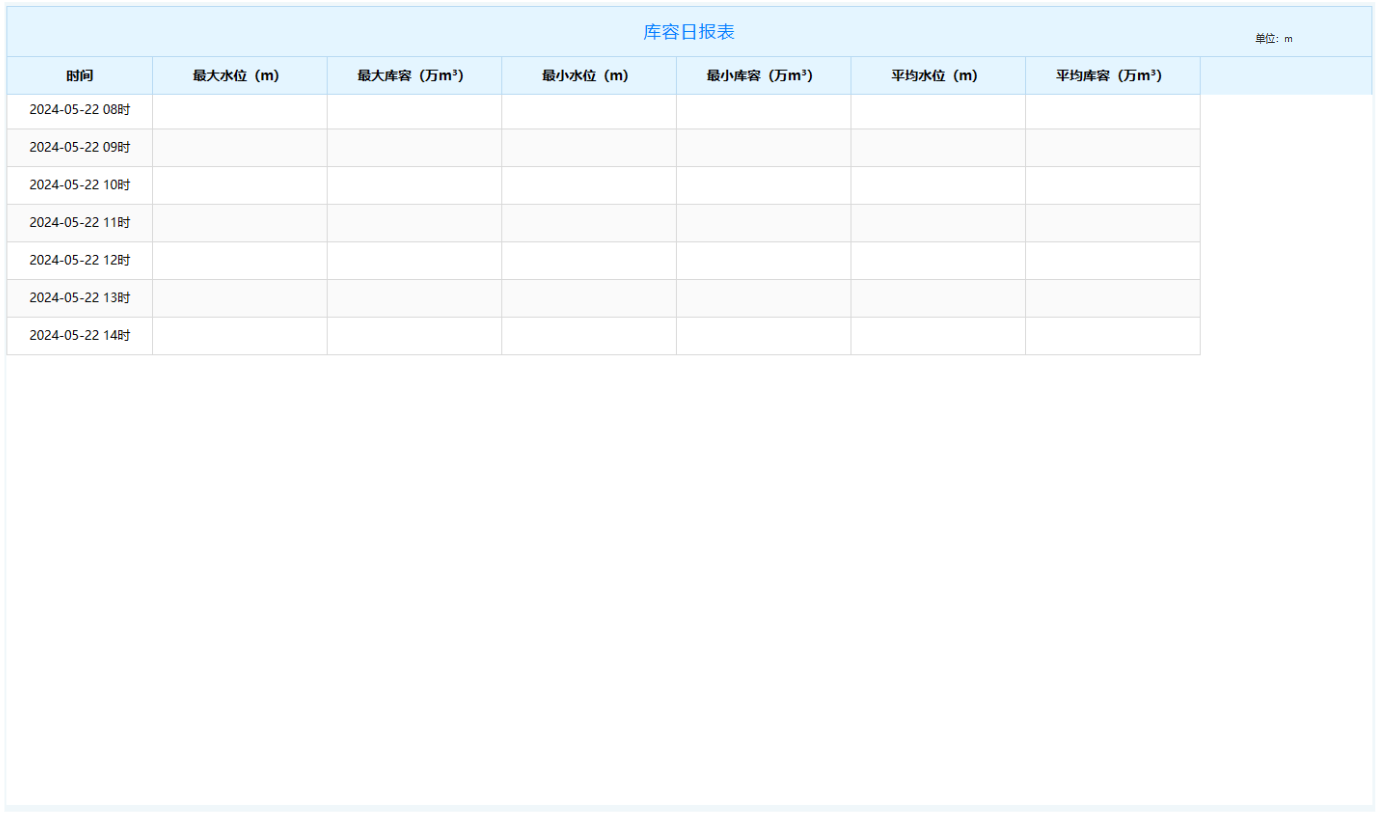 库容日报表
单位：m
时间 最大水位（m） 最大库容（万m³） 最小水位（m） 最小库容（万m³） 平均水位（m） 平均库容（万m³）
2024-05-22 08时
2024-05-22 09时
2024-05-22 10时
2024-05-22 11时
2024-05-22 12时
2024-05-22 13时
2024-05-22 14时